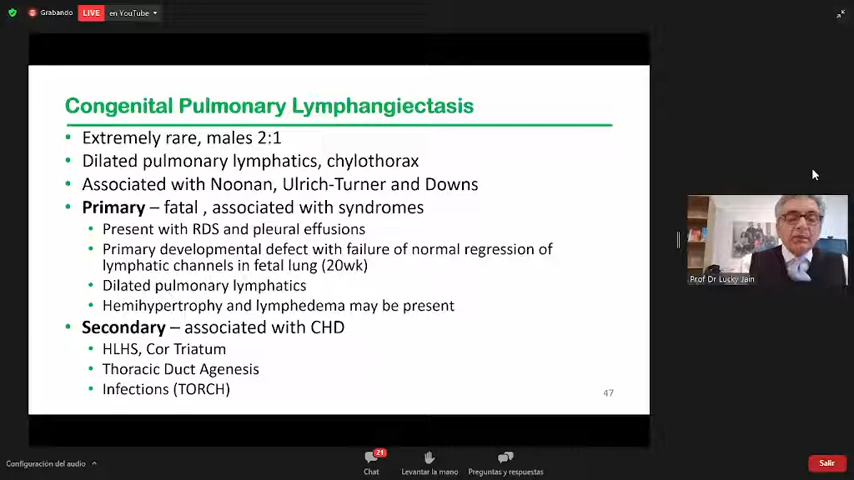 Grabando LIVE en YouTube
Congenital Pulmonary Lymphangiectasis
• Extremely rare, males 2:1
• Dilated pulmonary lymphatics, chylothorax
• Associated with Noonan, Ulrich-Turner and Downs
• Primary – fatal , associated with syndromes
• Present with RDS and pleural effusions
• Primary developmental defect with failure of normal regression of
lymphatic channels in fetal lung (20wk)
• Dilated pulmonary lymphatics
• Hemihypertrophy and lymphedema may be present
• Secondary – associated with CHD
• HLHS, Cor Triatum
• Thoracic Duct Agenesis
• Infections (TORCH)
47
Prof Dr Lucky Jain
Configuración del audio
21
Chat
Levantar la mano
Preguntas y respuestas
Salir